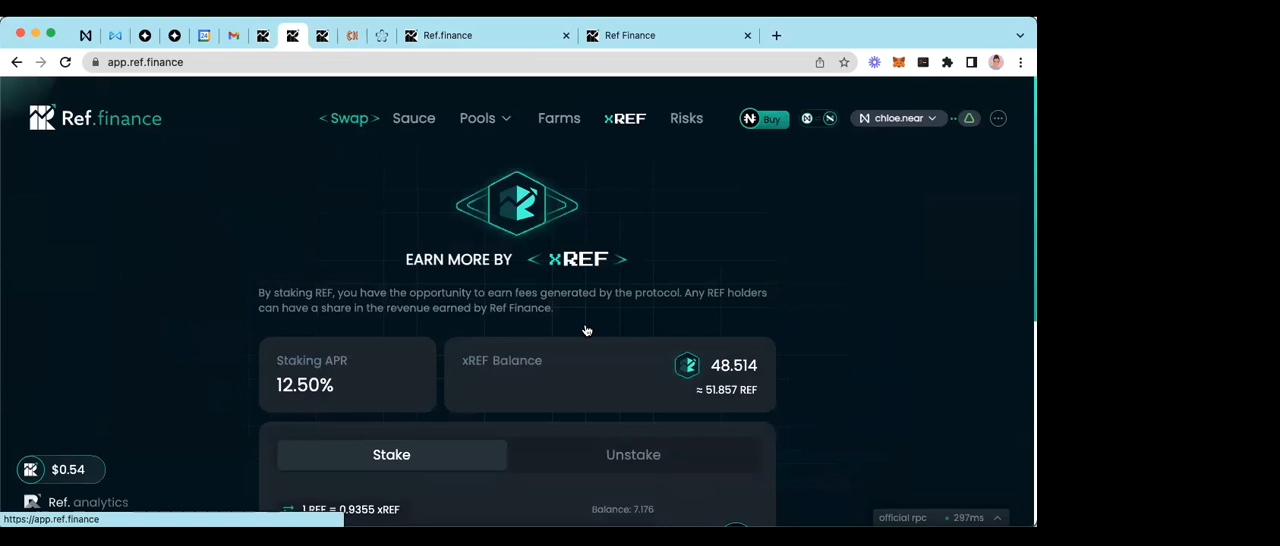 Ref.finance
Ref Finance
app.ref.finance
Ref.finance
< Swap >
Sauce
Pools
Farms
xREF
Risks
Buy
chloe.near
EARN MORE BY < xREF >
By staking REF, you have the opportunity to earn fees generated by the protocol. Any REF holders
can have a share in the revenue earned by Ref Finance.
Staking APR
12.50%
xREF Balance
48.514
≈ 51.857 REF
Stake
Unstake
1 REF = 0.9355 xREF
Balance: 7.176
$0.54
Ref. analytics
https://app.ref.finance
official rpc
297ms